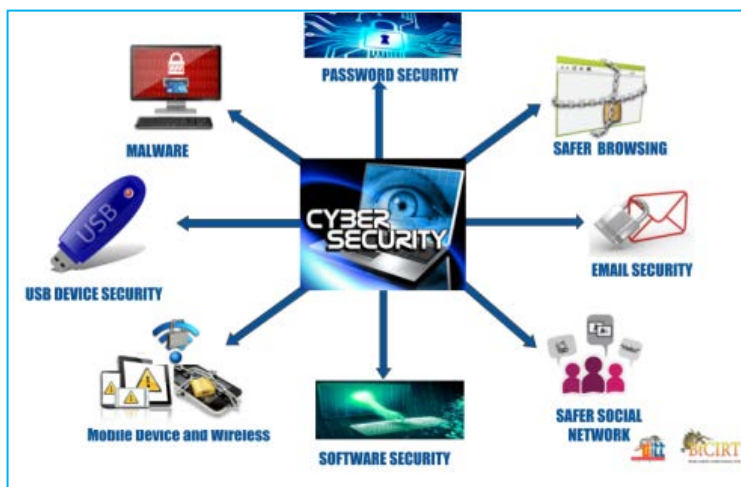 PASSWORD SECURITY
MALWARE
SAFER BROWSING
CYBER
SECURITY
USB
USB DEVICE SECURITY
EMAIL SECURITY
Mobile Device and Wireless
SOFTWARE SECURITY
SAFER SOCIAL
NETWORK
BtCIRT